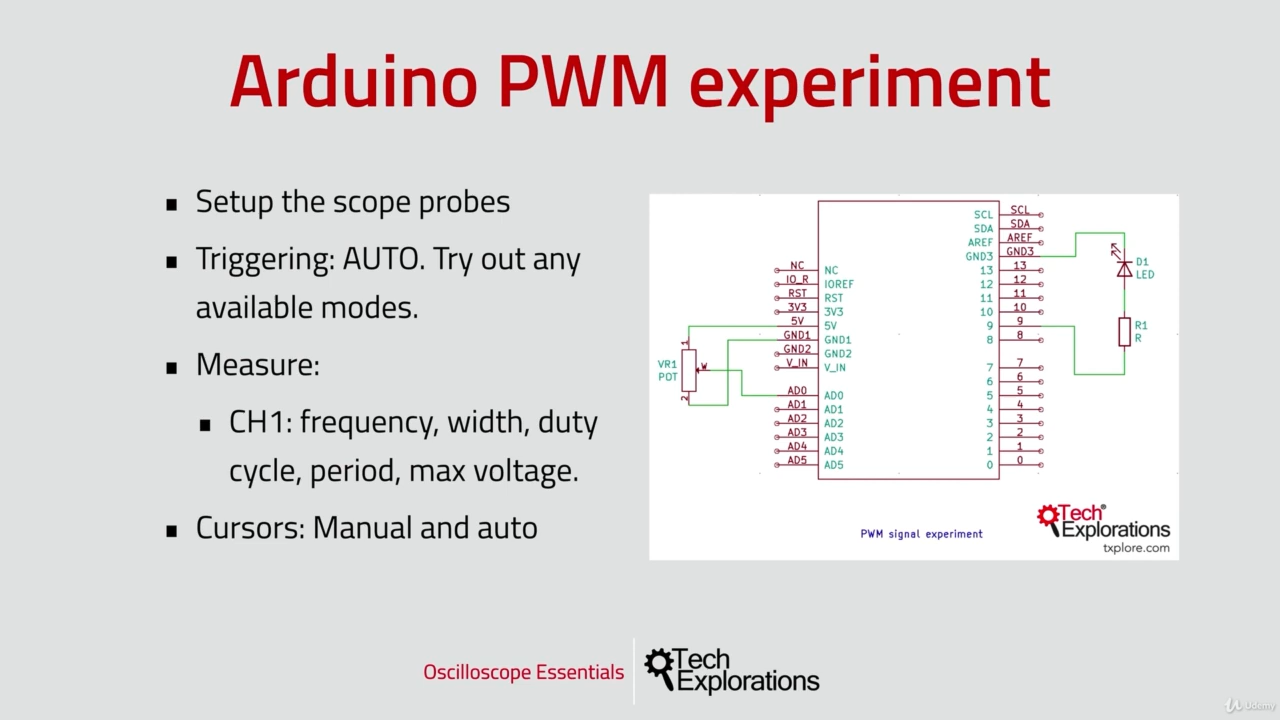 Arduino PWM experiment
■ Setup the scope probes
■ Triggering: AUTO. Try out any
available modes.
■ Measure:
■ CH1: frequency, width, duty
cycle, period, max voltage.
■ Cursors: Manual and auto
SCL SCL
SDA SDA
AREF AREF
GND3 GND3
13 13
12 12
11 11
10 10
9 9
8 8
7 7
6 6
5 5
4 4
3 3
2 2
1 1
0 0
NC NC
IO_R IOREF
RST RST
3V3 3V3
5V 5V
GND1 GND1
GND2 GND2
V_IN V_IN
AD0 AD0
AD1 AD1
AD2 AD2
AD3 AD3
AD4 AD4
AD5 AD5
VR1
POT
1
W
2
D1
LED
R1
R
PWM signal experiment
Tech
Explorations
txplore.com
Oscilloscope Essentials
Tech
Explorations
Udemy